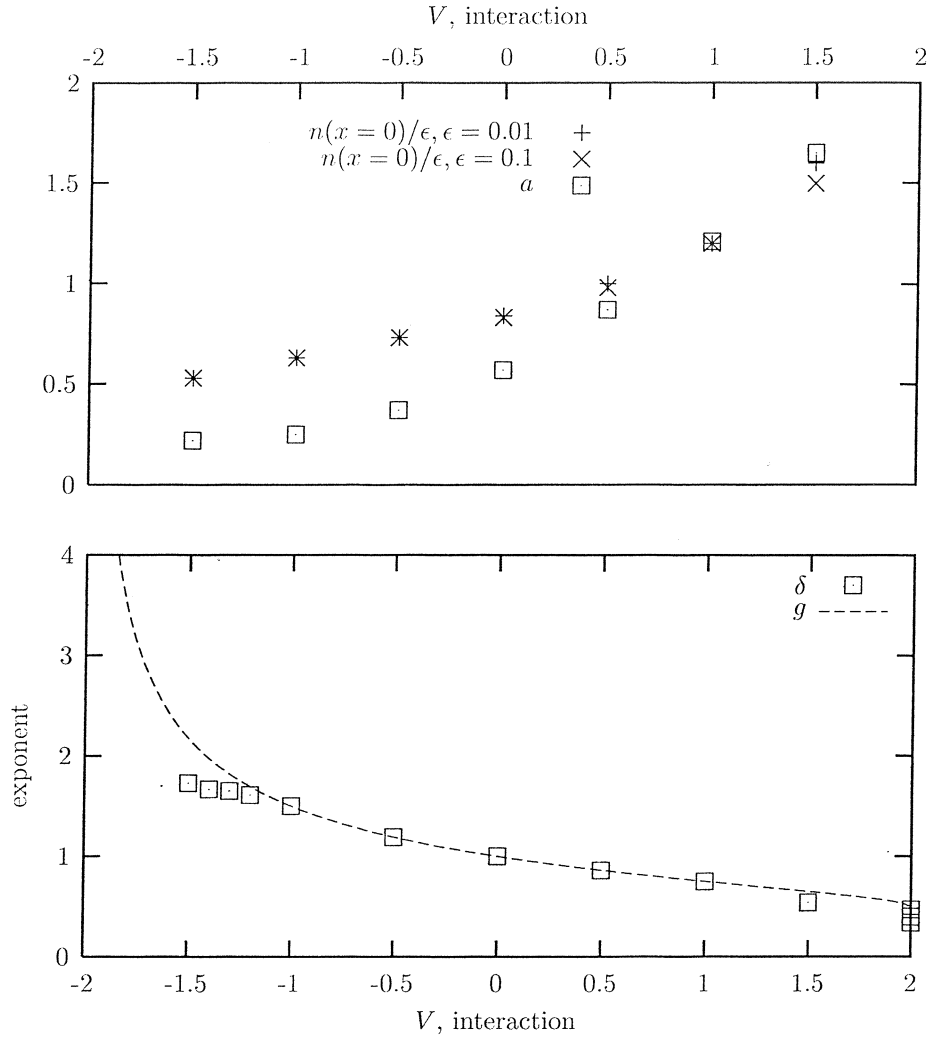 V, interaction
-2 -1.5 -1 -0.5 0 0.5 1 1.5 2
2
n(x = 0)/ϵ, ϵ = 0.01
n(x = 0)/ϵ, ϵ = 0.1
a
1.5
1
0.5
0
4
δ
g
3
2
1
0
exponent
-2 -1.5 -1 -0.5 0 0.5 1 1.5 2
V, interaction